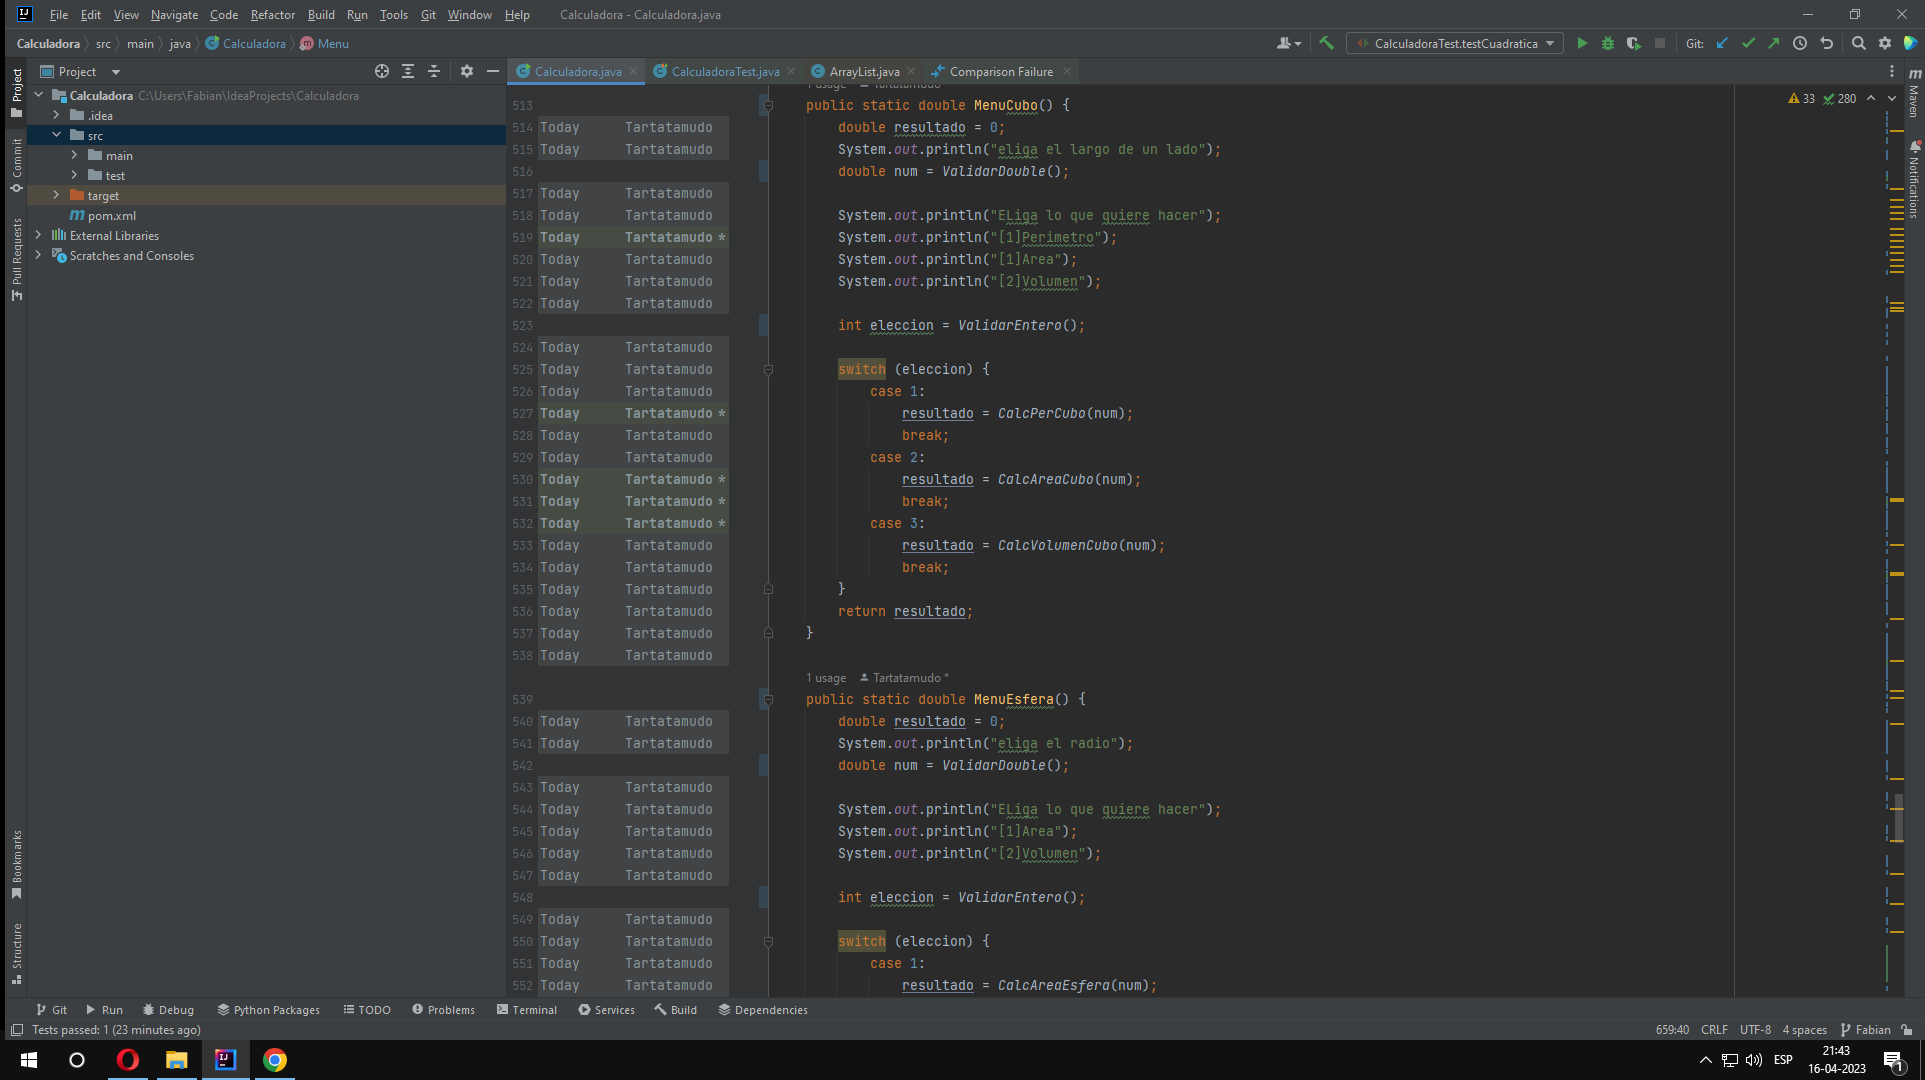 File Edit View Navigate Code Refactor Build Run Tools Git Window Help Calculadora - Calculadora.java
Calculadora src main java Calculadora Menu CalculadoraTest.testCuadratica Git:
Project Calculadora.java CalculadoraTest.java ArrayList.java Comparison Failure
Calculadora C:\Users\Fabian\IdeaProjects\Calculadora
.idea
src
main
test
target
pom.xml
External Libraries
Scratches and Consoles
Project
Commit
Pull Requests
Bookmarks
Structure
Maven
Notifications
33 280
1 usage Tartatamudo
513 public static double MenuCubo() {
514 Today Tartatamudo double resultado = 0;
515 Today Tartatamudo System.out.println("eliga el largo de un lado");
516 double num = ValidarDouble();
517 Today Tartatamudo
518 Today Tartatamudo System.out.println("ELiga lo que quiere hacer");
519 Today Tartatamudo * System.out.println("[1]Perimetro");
520 Today Tartatamudo System.out.println("[1]Area");
521 Today Tartatamudo System.out.println("[2]Volumen");
522 Today Tartatamudo
523 int eleccion = ValidarEntero();
524 Today Tartatamudo
525 Today Tartatamudo switch (eleccion) {
526 Today Tartatamudo case 1:
527 Today Tartatamudo * resultado = CalcPerCubo(num);
528 Today Tartatamudo break;
529 Today Tartatamudo case 2:
530 Today Tartatamudo * resultado = CalcAreaCubo(num);
531 Today Tartatamudo * break;
532 Today Tartatamudo * case 3:
533 Today Tartatamudo resultado = CalcVolumenCubo(num);
534 Today Tartatamudo break;
535 Today Tartatamudo }
536 Today Tartatamudo return resultado;
537 Today Tartatamudo }
538 Today Tartatamudo
1 usage Tartatamudo *
539 public static double MenuEsfera() {
540 Today Tartatamudo double resultado = 0;
541 Today Tartatamudo System.out.println("eliga el radio");
542 double num = ValidarDouble();
543 Today Tartatamudo
544 Today Tartatamudo System.out.println("ELiga lo que quiere hacer");
545 Today Tartatamudo System.out.println("[1]Area");
546 Today Tartatamudo System.out.println("[2]Volumen");
547 Today Tartatamudo
548 int eleccion = ValidarEntero();
549 Today Tartatamudo
550 Today Tartatamudo switch (eleccion) {
551 Today Tartatamudo case 1:
552 Today Tartatamudo resultado = CalcAreaEsfera(num);
Git Run Debug Python Packages TODO Problems Terminal Services Build Dependencies
Tests passed: 1 (23 minutes ago) 659:40 CRLF UTF-8 4 spaces Fabian
ESP 21:43
16-04-2023
1